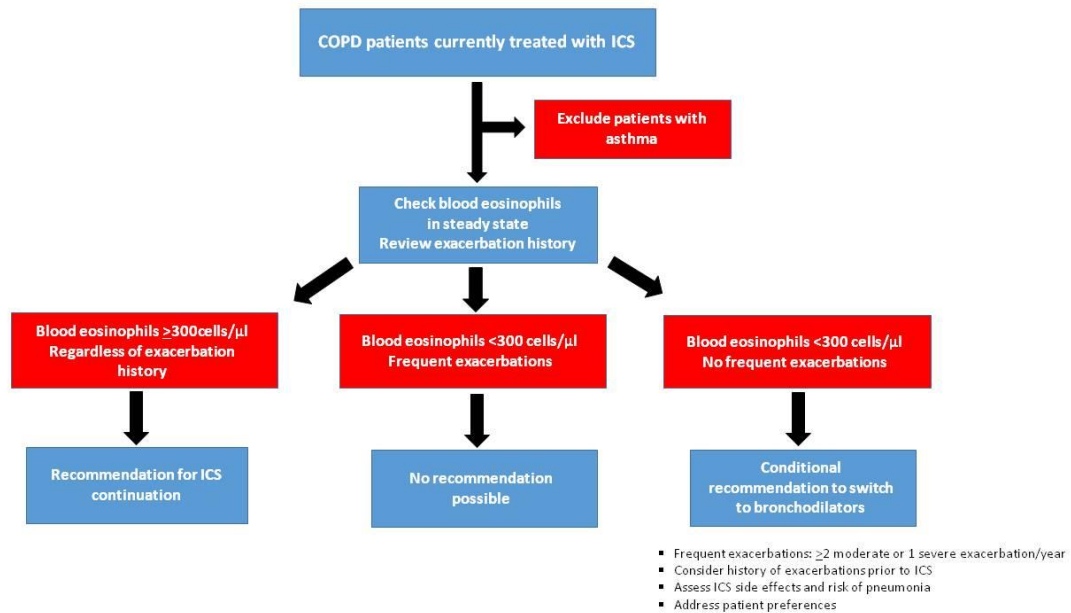 COPD patients currently treated with ICS
Exclude patients with
asthma
Check blood eosinophils
in steady state
Review exacerbation history
Blood eosinophils ≥300cells/µl
Regardless of exacerbation
history
Blood eosinophils <300 cells/µl
Frequent exacerbations
Blood eosinophils <300 cells/µl
No frequent exacerbations
Recommendation for ICS
continuation
No recommendation
possible
Conditional
recommendation to switch
to bronchodilators
▪ Frequent exacerbations: ≥2 moderate or 1 severe exacerbation/year
▪ Consider history of exacerbations prior to ICS
▪ Assess ICS side effects and risk of pneumonia
▪ Address patient preferences